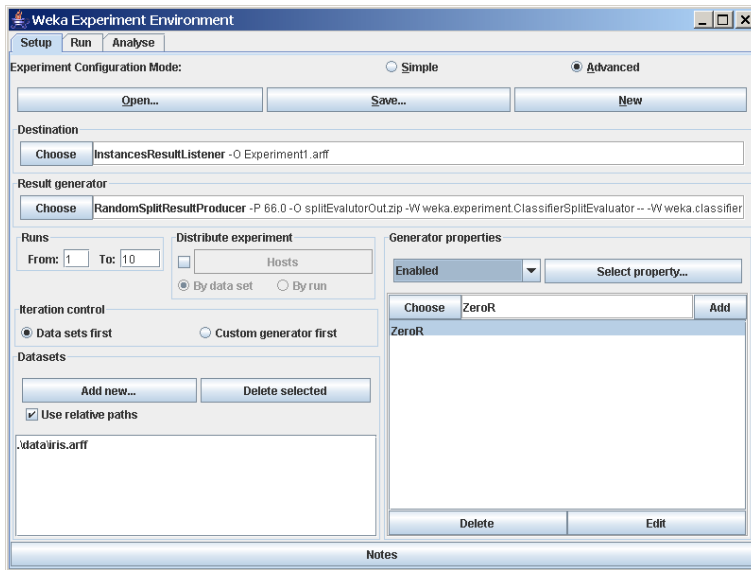 Weka Experiment Environment
Setup Run Analyse
Experiment Configuration Mode: Simple Advanced
Open... Save... New
Destination
Choose InstancesResultListener -O Experiment1.arff
Result generator
Choose RandomSplitResultProducer -P 66.0 -O splitEvalutorOut.zip -W weka.experiment.ClassifierSplitEvaluator -- -W weka.classifier
Runs
From: 1 To: 10
Distribute experiment
Hosts
By data set By run
Generator properties
Enabled Select property...
Choose ZeroR Add
ZeroR
Iteration control
Data sets first Custom generator first
Datasets
Add new... Delete selected
Use relative paths
.\data\iris.arff
Delete Edit
Notes